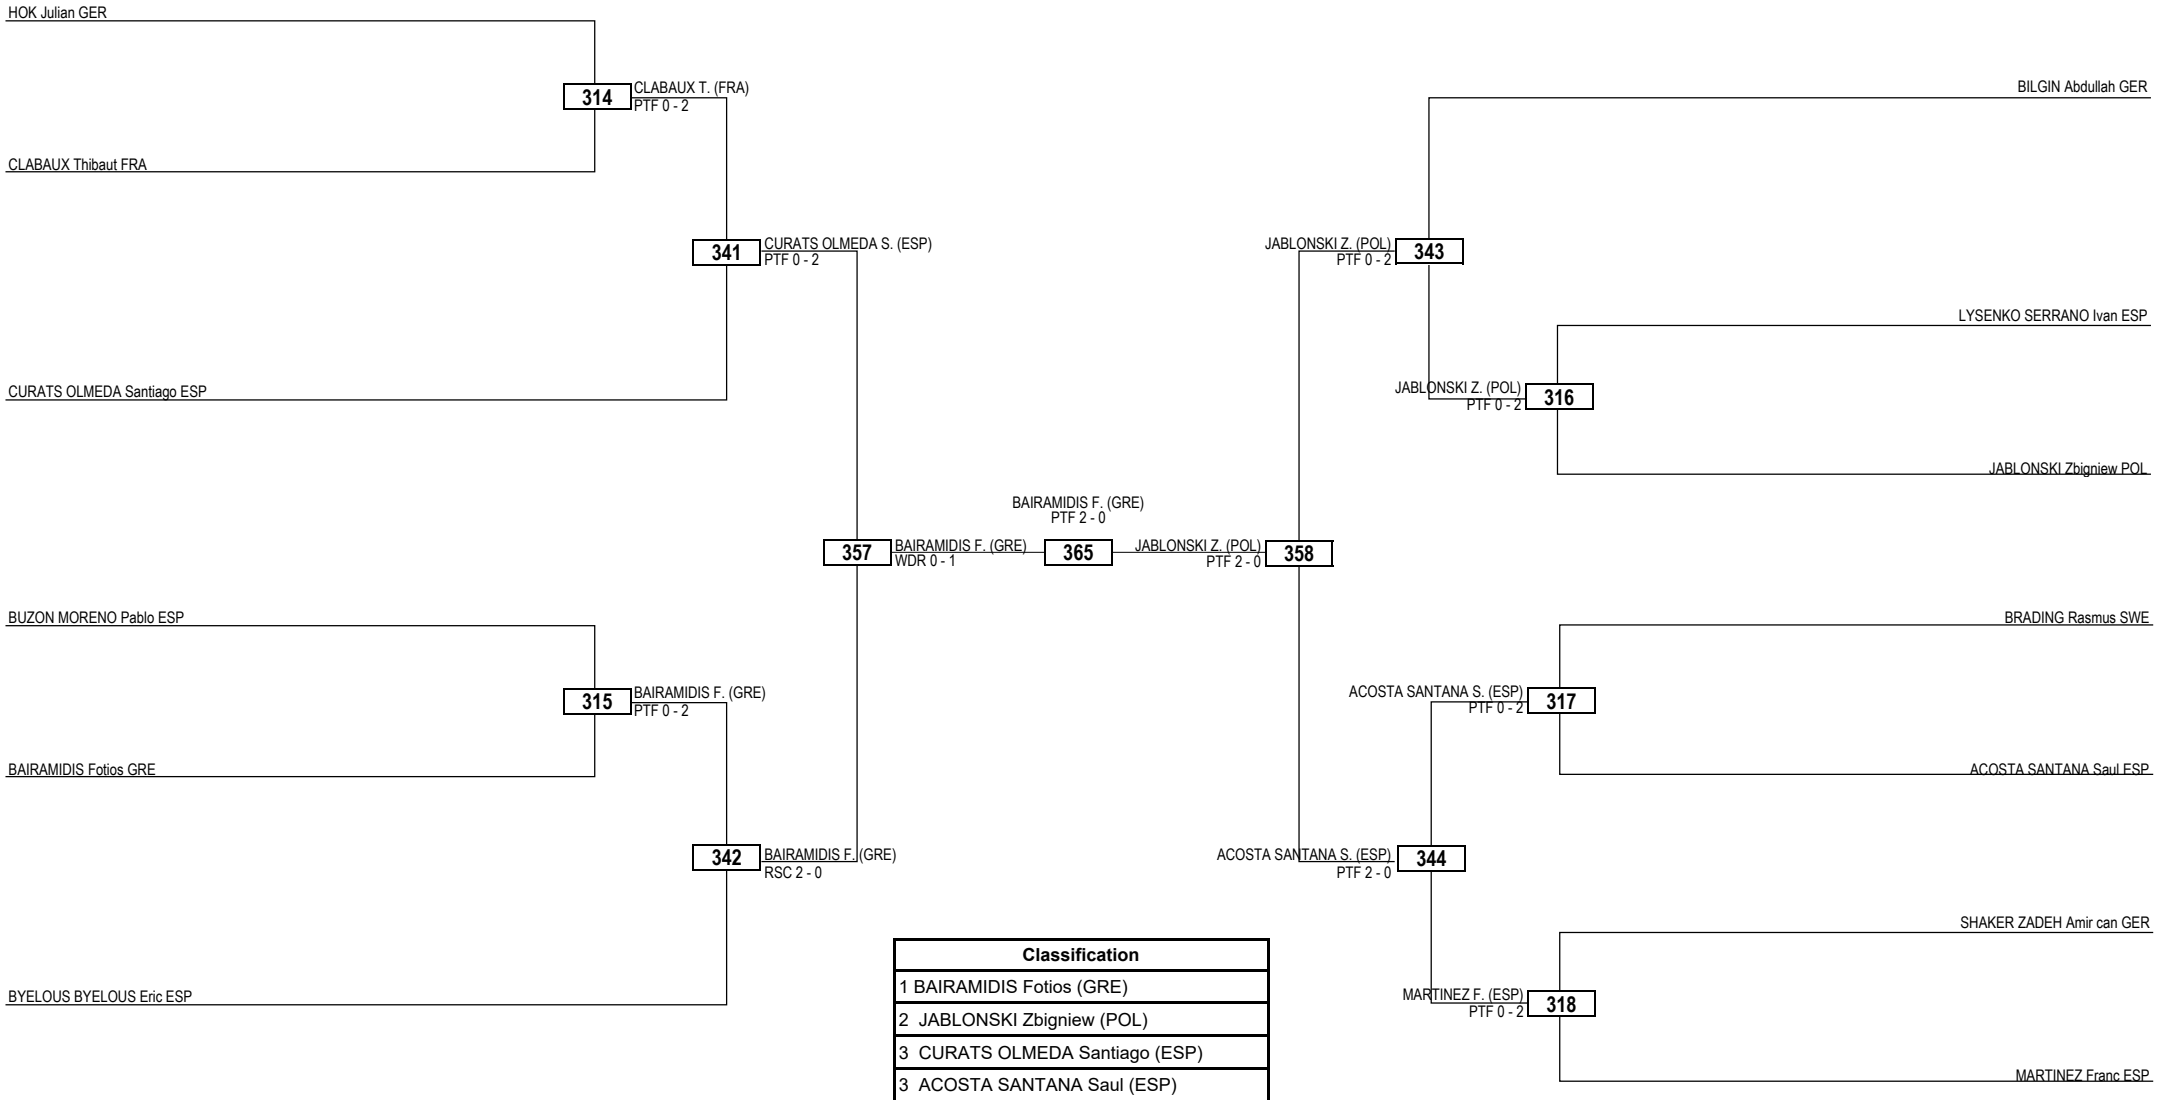 HOK Julian GER
314
CLABAUX T. (FRA)
PTF 0 - 2
CLABAUX Thibaut FRA
341
CURATS OLMEDA S. (ESP)
PTF 0 - 2
CURATS OLMEDA Santiago ESP
357
BAIRAMIDIS F. (GRE)
WDR 0 - 1
BUZON MORENO Pablo ESP
315
BAIRAMIDIS F. (GRE)
PTF 0 - 2
BAIRAMIDIS Fotios GRE
342
BAIRAMIDIS F. (GRE)
RSC 2 - 0
BYELOUS BYELOUS Eric ESP
BAIRAMIDIS F. (GRE)
PTF 2 - 0
365
BILGIN Abdullah GER
JABLONSKI Z. (POL)
PTF 0 - 2
343
LYSENKO SERRANO Ivan ESP
JABLONSKI Z. (POL)
PTF 0 - 2
316
JABLONSKI Zbigniew POL
JABLONSKI Z. (POL)
PTF 2 - 0
358
BRADING Rasmus SWE
ACOSTA SANTANA S. (ESP)
PTF 0 - 2
317
ACOSTA SANTANA Saul ESP
ACOSTA SANTANA S. (ESP)
PTF 2 - 0
344
SHAKER ZADEH Amir can GER
MARTINEZ F. (ESP)
PTF 0 - 2
318
MARTINEZ Franc ESP
Classification
1 BAIRAMIDIS Fotios (GRE)
2 JABLONSKI Zbigniew (POL)
3 CURATS OLMEDA Santiago (ESP)
3 ACOSTA SANTANA Saul (ESP)